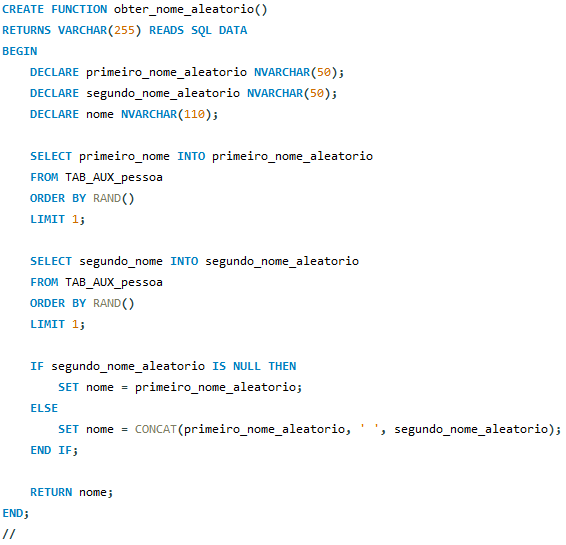 CREATE FUNCTION obter_nome_aleatorio()
RETURNS VARCHAR(255) READS SQL DATA
BEGIN
    DECLARE primeiro_nome_aleatorio NVARCHAR(50);
    DECLARE segundo_nome_aleatorio NVARCHAR(50);
    DECLARE nome NVARCHAR(110);

    SELECT primeiro_nome INTO primeiro_nome_aleatorio
    FROM TAB_AUX_pessoa
    ORDER BY RAND()
    LIMIT 1;

    SELECT segundo_nome INTO segundo_nome_aleatorio
    FROM TAB_AUX_pessoa
    ORDER BY RAND()
    LIMIT 1;

    IF segundo_nome_aleatorio IS NULL THEN
        SET nome = primeiro_nome_aleatorio;
    ELSE
        SET nome = CONCAT(primeiro_nome_aleatorio, ' ', segundo_nome_aleatorio);
    END IF;

    RETURN nome;
END;
//